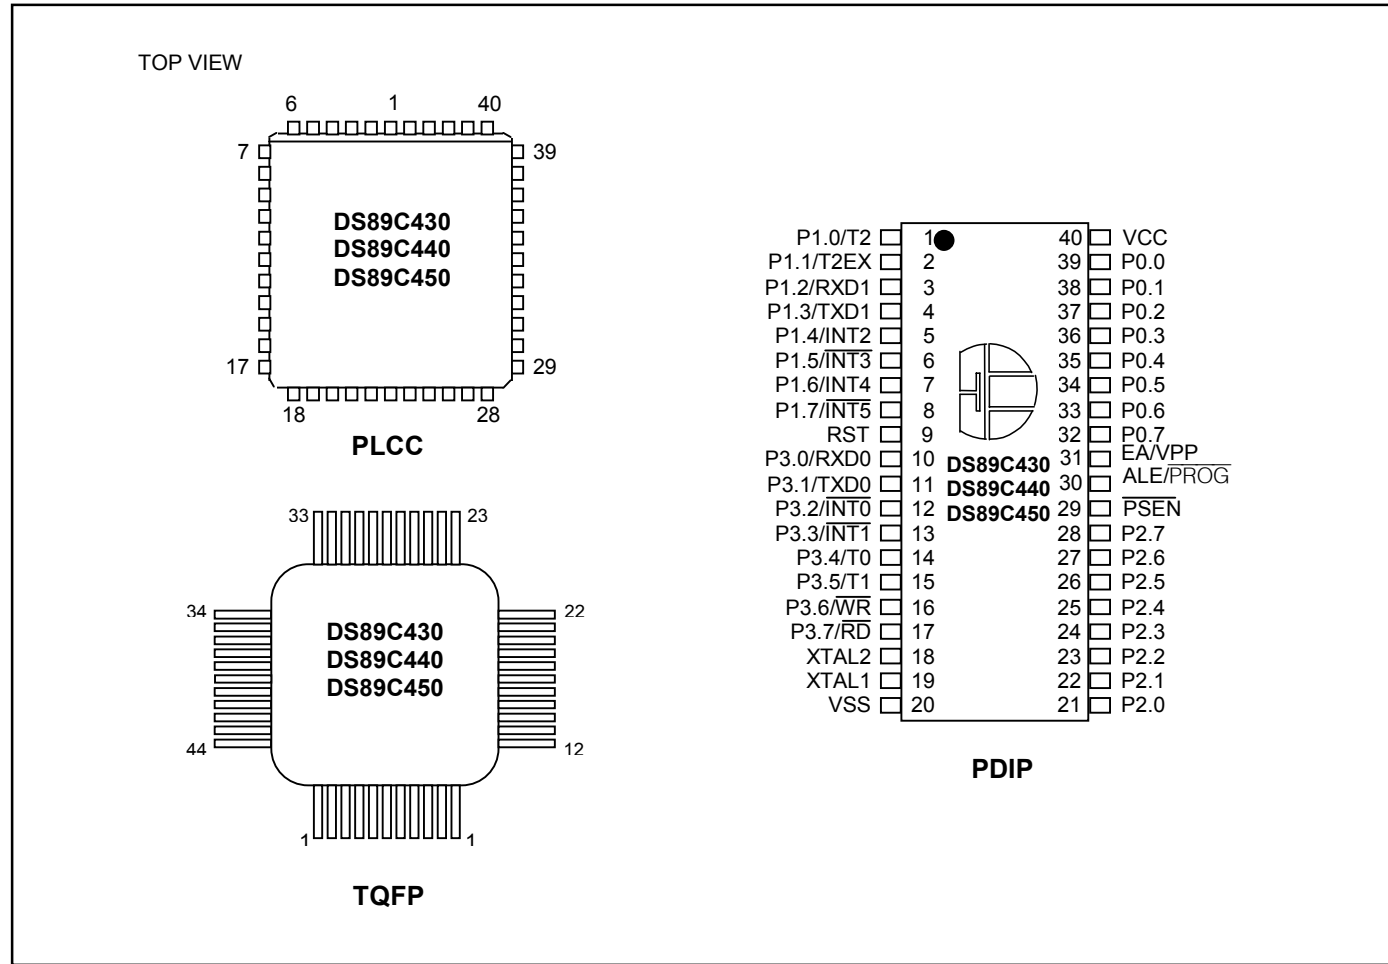 TOP VIEW
6 1 40
7 39
DS89C430
DS89C440
DS89C450
17 29
18 28
PLCC
33 23
34 22
DS89C430
DS89C440
DS89C450
44 12
1 1
TQFP
P1.0/T2 1 40 VCC
P1.1/T2EX 2 39 P0.0
P1.2/RXD1 3 38 P0.1
P1.3/TXD1 4 37 P0.2
P1.4/INT2 5 36 P0.3
P1.5/I̅N̅T̅3̅ 6 35 P0.4
P1.6/INT4 7 34 P0.5
P1.7/I̅N̅T̅5̅ 8 33 P0.6
RST 9 32 P0.7
P3.0/RXD0 10 DS89C430 31 EA/VPP
P3.1/TXD0 11 DS89C440 30 ALE/P̅R̅O̅G̅
P3.2/I̅N̅T̅0̅ 12 DS89C450 29 P̅S̅E̅N̅
P3.3/I̅N̅T̅1̅ 13 28 P2.7
P3.4/T0 14 27 P2.6
P3.5/T1 15 26 P2.5
P3.6/W̅R̅ 16 25 P2.4
P3.7/R̅D̅ 17 24 P2.3
XTAL2 18 23 P2.2
XTAL1 19 22 P2.1
VSS 20 21 P2.0
PDIP